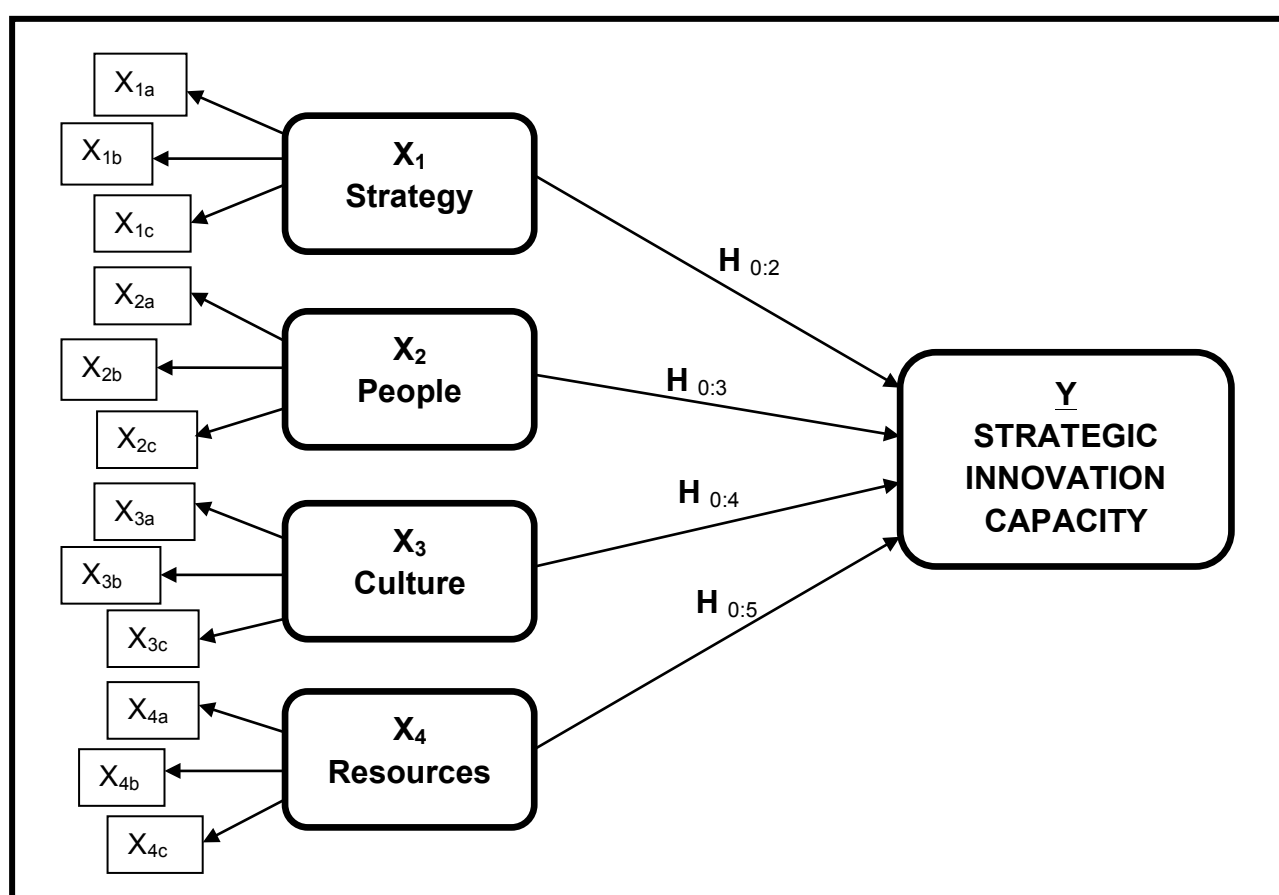 X1a
X1b
X1c
X1
Strategy
H 0:2
X2a
X2b
X2c
X2
People
H 0:3
Y
STRATEGIC
INNOVATION
CAPACITY
X3a
X3b
X3c
X3
Culture
H 0:4
X4a
X4b
X4c
X4
Resources
H 0:5